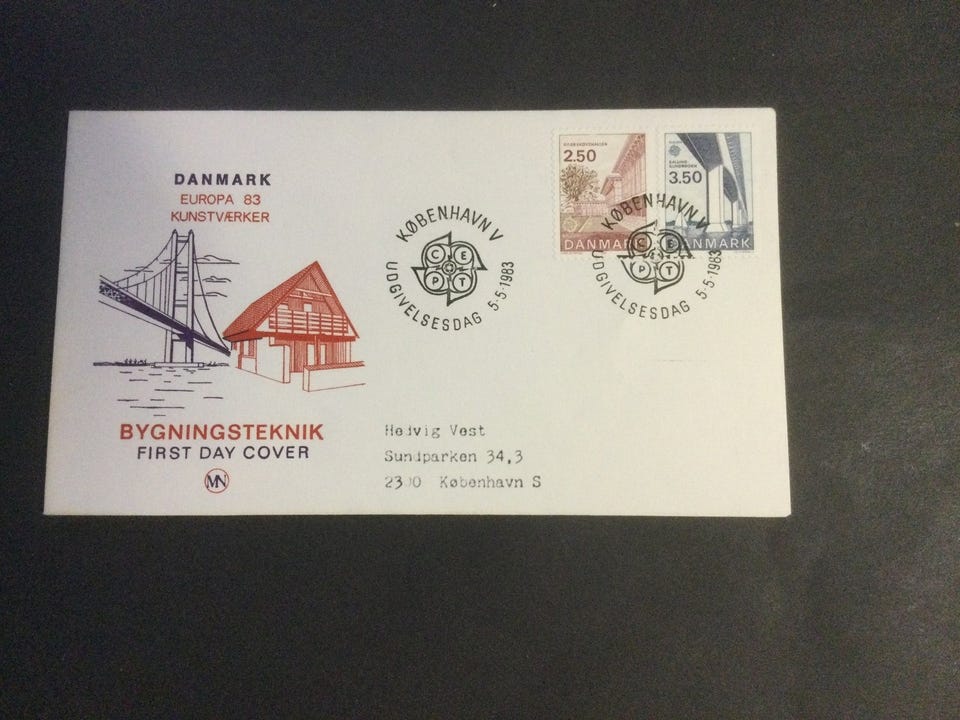 DANMARK
EUROPA 83
KUNSTVÆRKER
BYGNINGSTEKNIK
FIRST DAY COVER
MN
KØBENHAVN V
C E
P T
UDGIVELSESDAG 5·5·1983
2.50
DANMARK
3.50
DANMARK
KØBENHAVN V
C E
P T
UDGIVELSESDAG 5·5·1983
Hedvig Vest
Sundparken 34,3
2300 København S